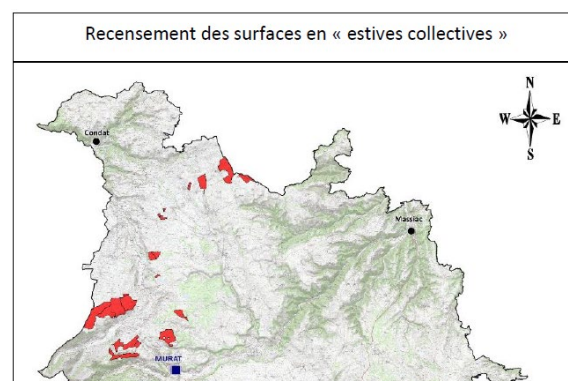 Recensement des surfaces en « estives collectives »
N
W E
S
Condat
Massiac
MURAT